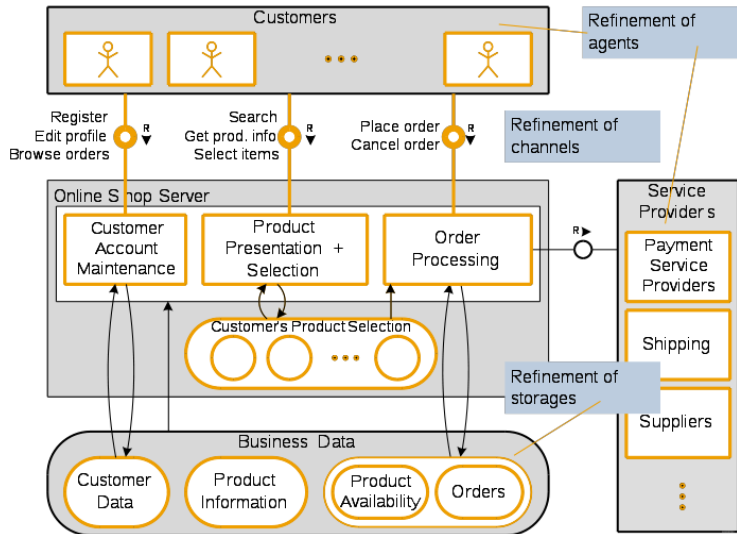 Customers
Refinement of
agents
Register
Edit profile
Browse orders
R
Search
Get prod. info
Select items
R
Place order
Cancel order
R
Refinement of
channels
Online Shop Server
Customer
Account
Maintenance
Product
Presentation +
Selection
Order
Processing
R
Service
Providers
Payment
Service
Providers
Shipping
Suppliers
Customer's Product Selection
Refinement of
storages
Business Data
Customer
Data
Product
Information
Product
Availability
Orders